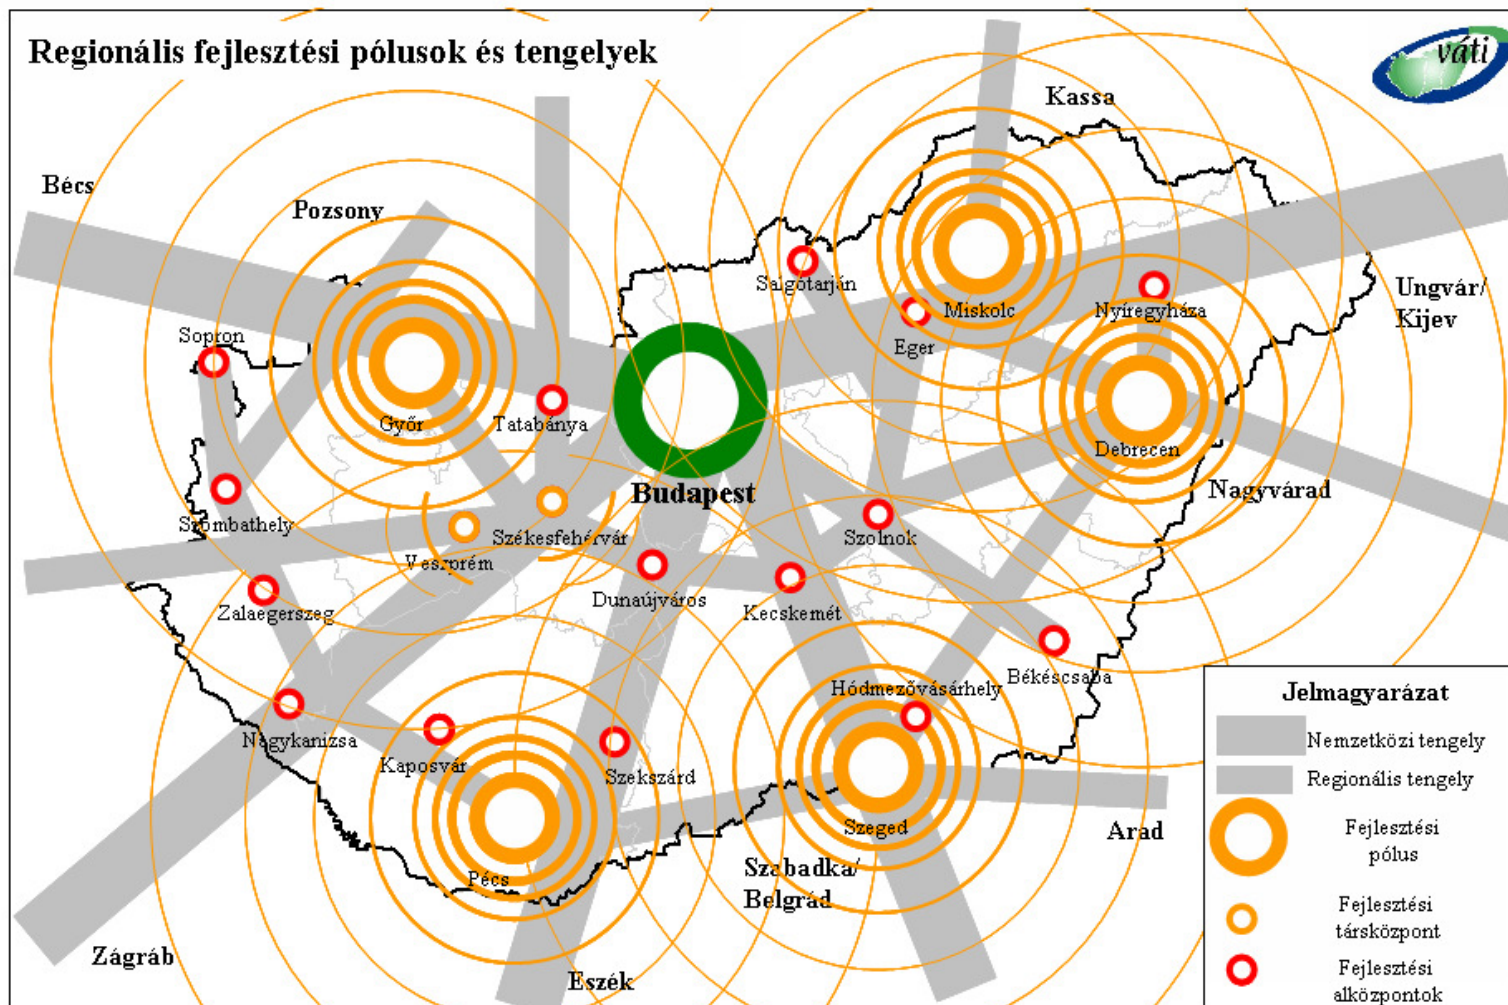 Regionális fejlesztési pólusok és tengelyek
váti
Kassa
Bécs
Pozsony
Salgótarján
Ungvár/
Kijev
Miskolc
Nyíregyháza
Sopron
Eger
Győr
Tatabánya
Debrecen
Budapest
Nagyvárad
Szombathely
Székesfehérvár
Szolnok
Veszprém
Dunaújváros
Kecskemét
Zalaegerszeg
Békéscsaba
Hódmezővásárhely
Nagykanizsa
Kaposvár
Szekszárd
Szeged
Arad
Pécs
Szabadka/
Belgrád
Zágráb
Eszék
Jelmagyarázat
Nemzetközi tengely
Regionális tengely
Fejlesztési
pólus
Fejlesztési
társközpont
Fejlesztési
alközpontok